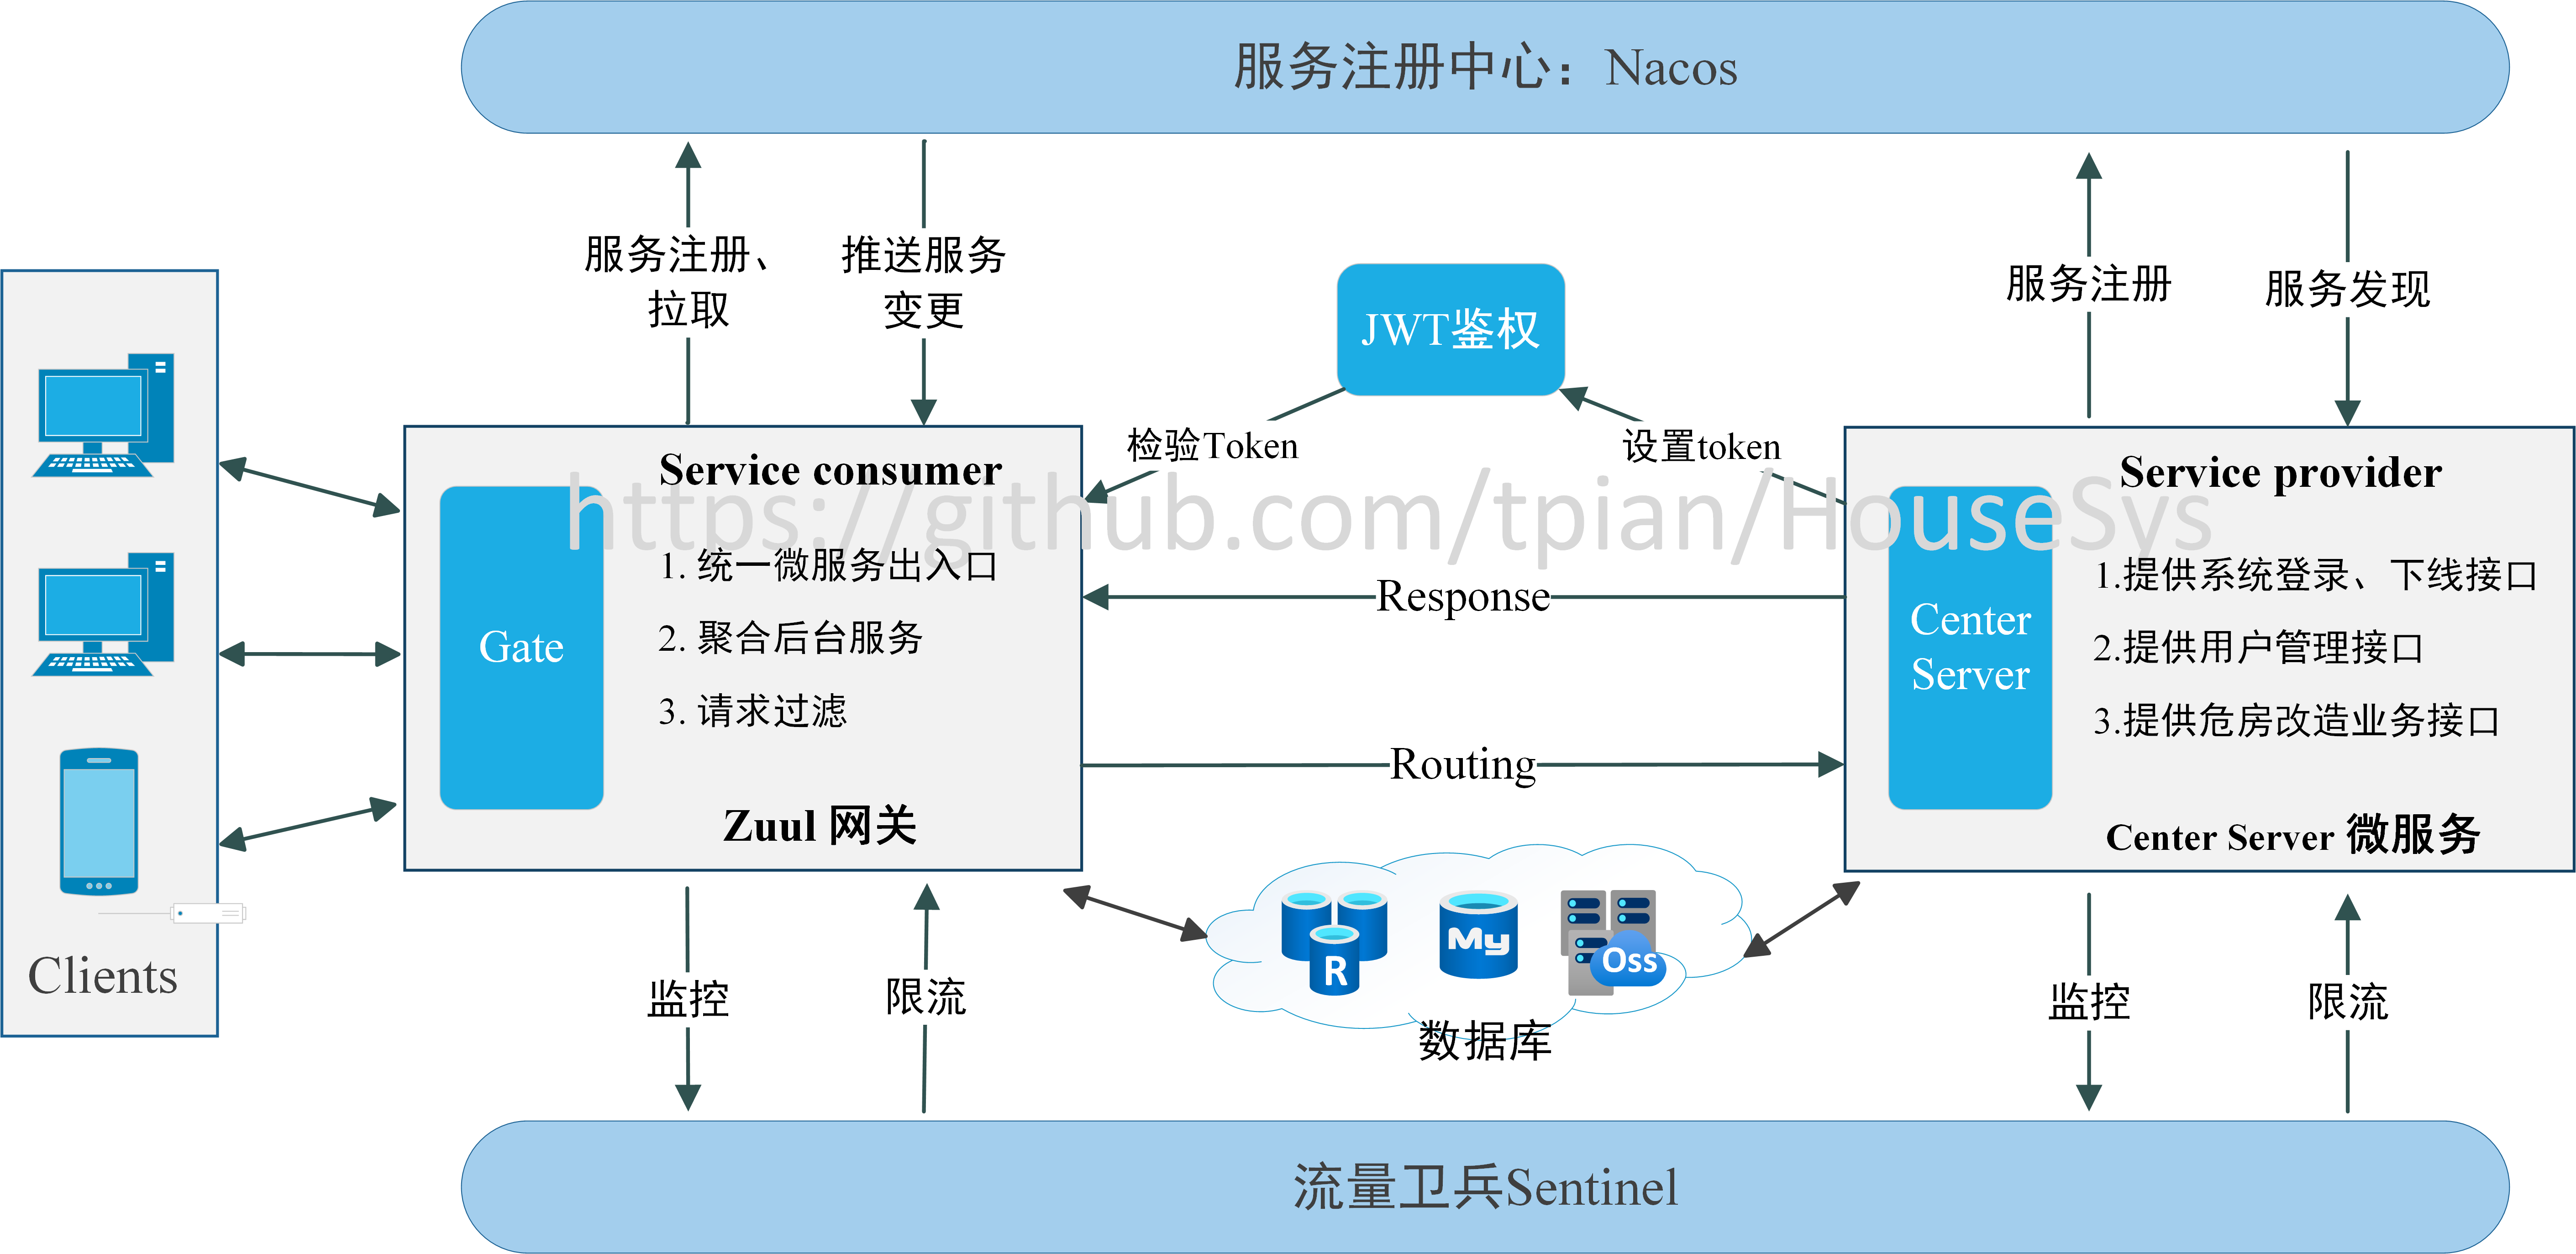 服务注册中心：Nacos
服务注册、
拉取
推送服务
变更
服务注册
服务发现
JWT鉴权
检验Token
设置token
Service consumer
Gate
1. 统一微服务出入口
2. 聚合后台服务
3. 请求过滤
Zuul 网关
https://github.com/tpian/HouseSys
Response
Routing
Service provider
Center
Server
1.提供系统登录、下线接口
2.提供用户管理接口
3.提供危房改造业务接口
Center Server 微服务
Clients
R
My
Oss
数据库
监控
限流
监控
限流
流量卫兵Sentinel